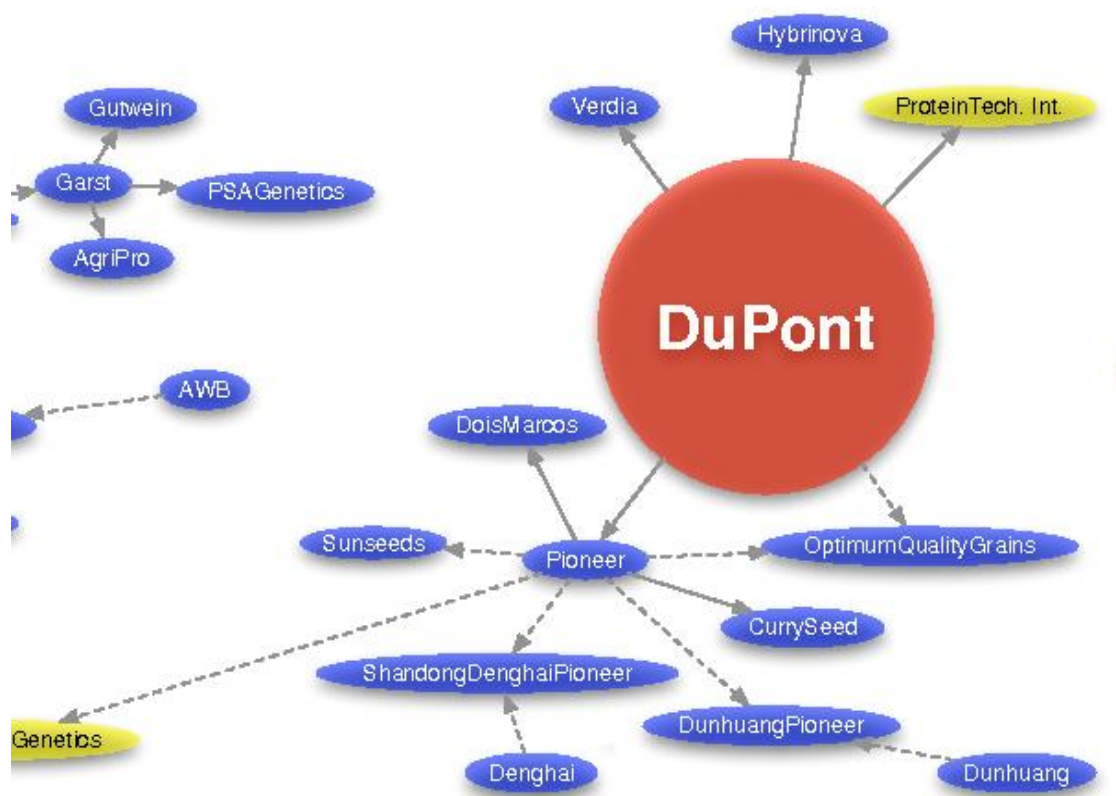 Hybrinova
Gutwein
Verdia
ProteinTech. Int.
Garst
PSAGenetics
AgriPro
DuPont
AWB
DoisMarcos
Sunseeds
Pioneer
OptimumQualityGrains
CurrySeed
ShandongDenghaiPioneer
DunhuangPioneer
Genetics
Denghai
Dunhuang